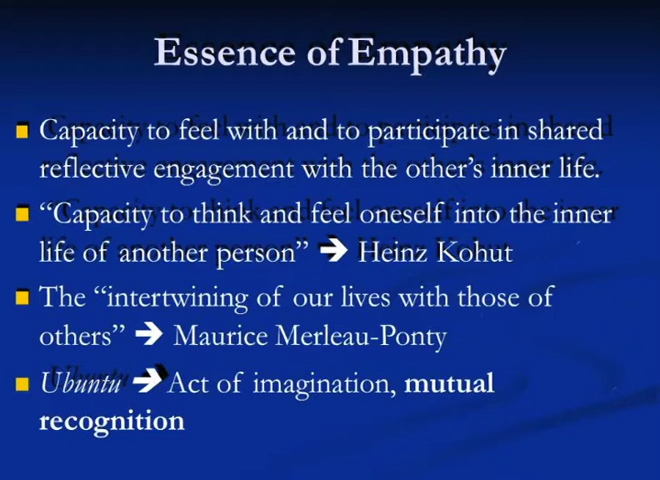 Essence of Empathy
Capacity to feel with and to participate in shared
reflective engagement with the other’s inner life.
“Capacity to think and feel oneself into the inner
life of another person” ➔ Heinz Kohut
The “intertwining of our lives with those of
others” ➔ Maurice Merleau-Ponty
Ubuntu ➔ Act of imagination, mutual
recognition